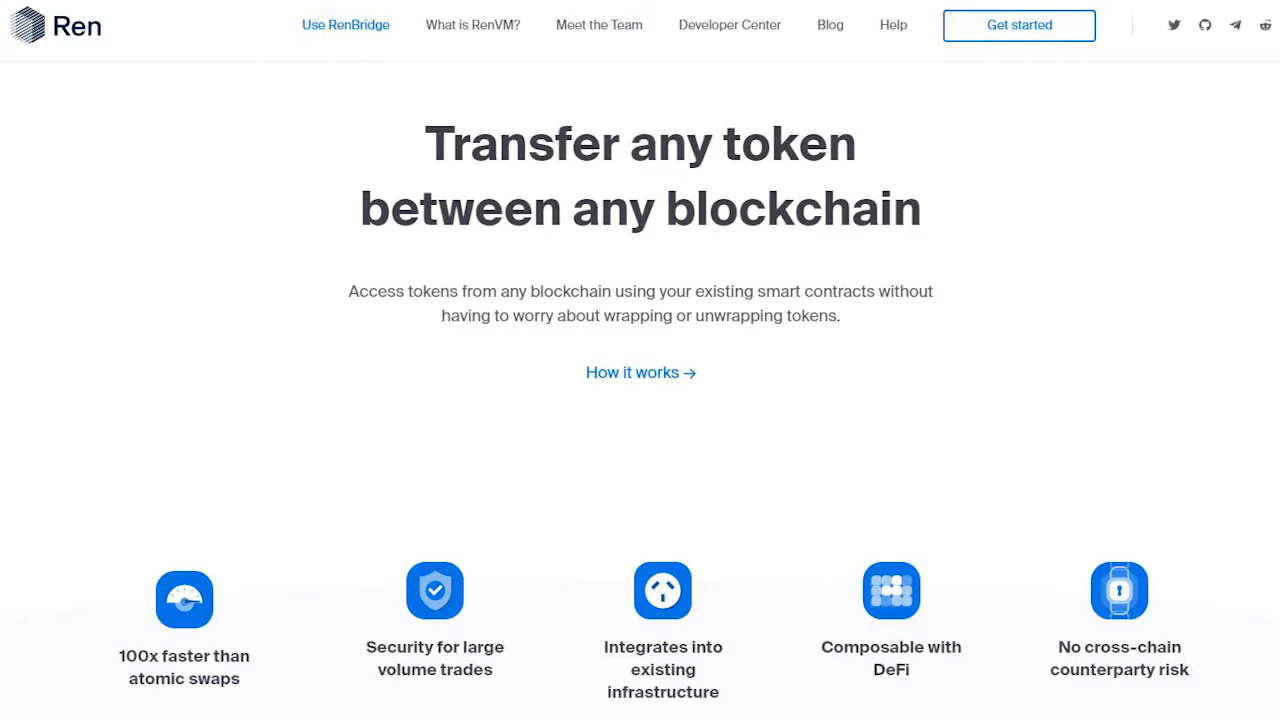 Ren
Use RenBridge
What is RenVM?
Meet the Team
Developer Center
Blog
Help
Get started
Transfer any token
between any blockchain
Access tokens from any blockchain using your existing smart contracts without
having to worry about wrapping or unwrapping tokens.
How it works →
100x faster than
atomic swaps
Security for large
volume trades
Integrates into
existing
infrastructure
Composable with
DeFi
No cross-chain
counterparty risk